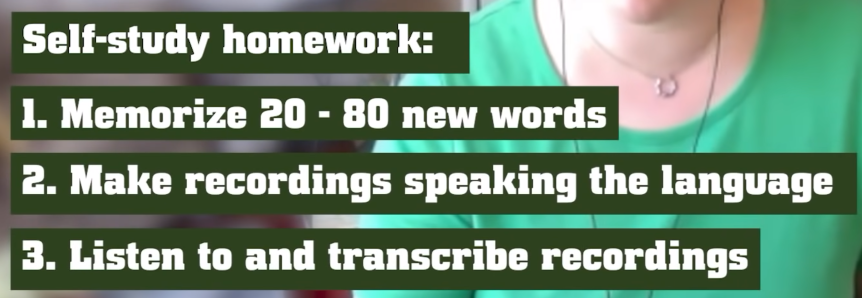 Self-study homework:
1. Memorize 20 - 80 new words
2. Make recordings speaking the language
3. Listen to and transcribe recordings